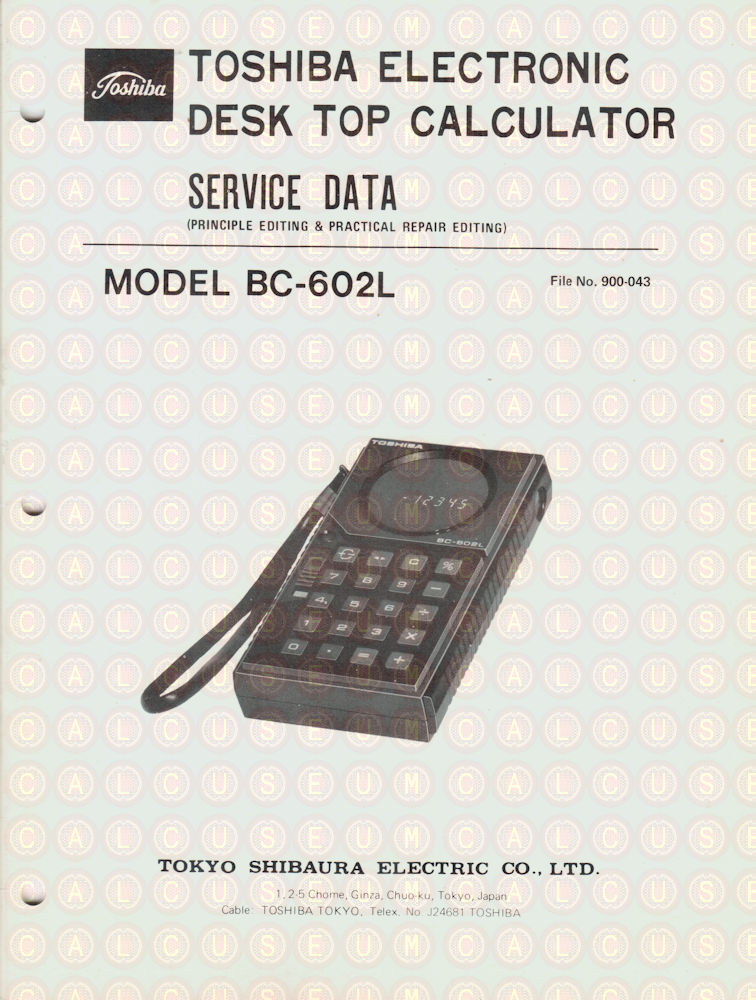 Toshiba
TOSHIBA ELECTRONIC
DESK TOP CALCULATOR
SERVICE DATA
(PRINCIPLE EDITING & PRACTICAL REPAIR EDITING)
MODEL BC-602L
File No. 900-043
TOSHIBA
-12345
BC-602L
C %
7 8 9 −
4 5 6 ÷
1 2 3 ×
0 · = +
TOKYO SHIBAURA ELECTRIC CO., LTD.
1, 2-5 Chome, Ginza, Chuo-ku, Tokyo, Japan
Cable: TOSHIBA TOKYO, Telex. No. J24681 TOSHIBA
CALCUSEUM